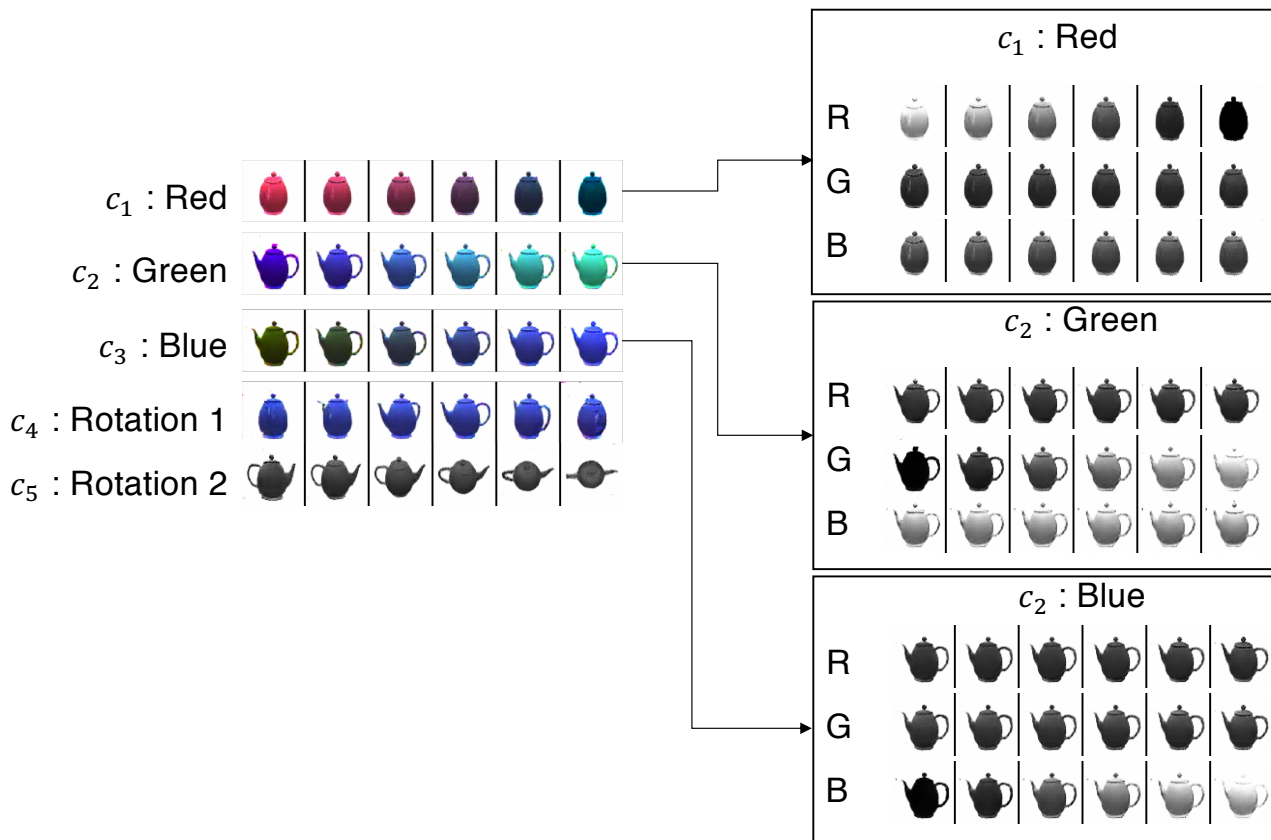 c₁ : Red
c₂ : Green
c₃ : Blue
c₄ : Rotation 1
c₅ : Rotation 2
c₁ : Red
R
G
B
c₂ : Green
R
G
B
c₂ : Blue
R
G
B